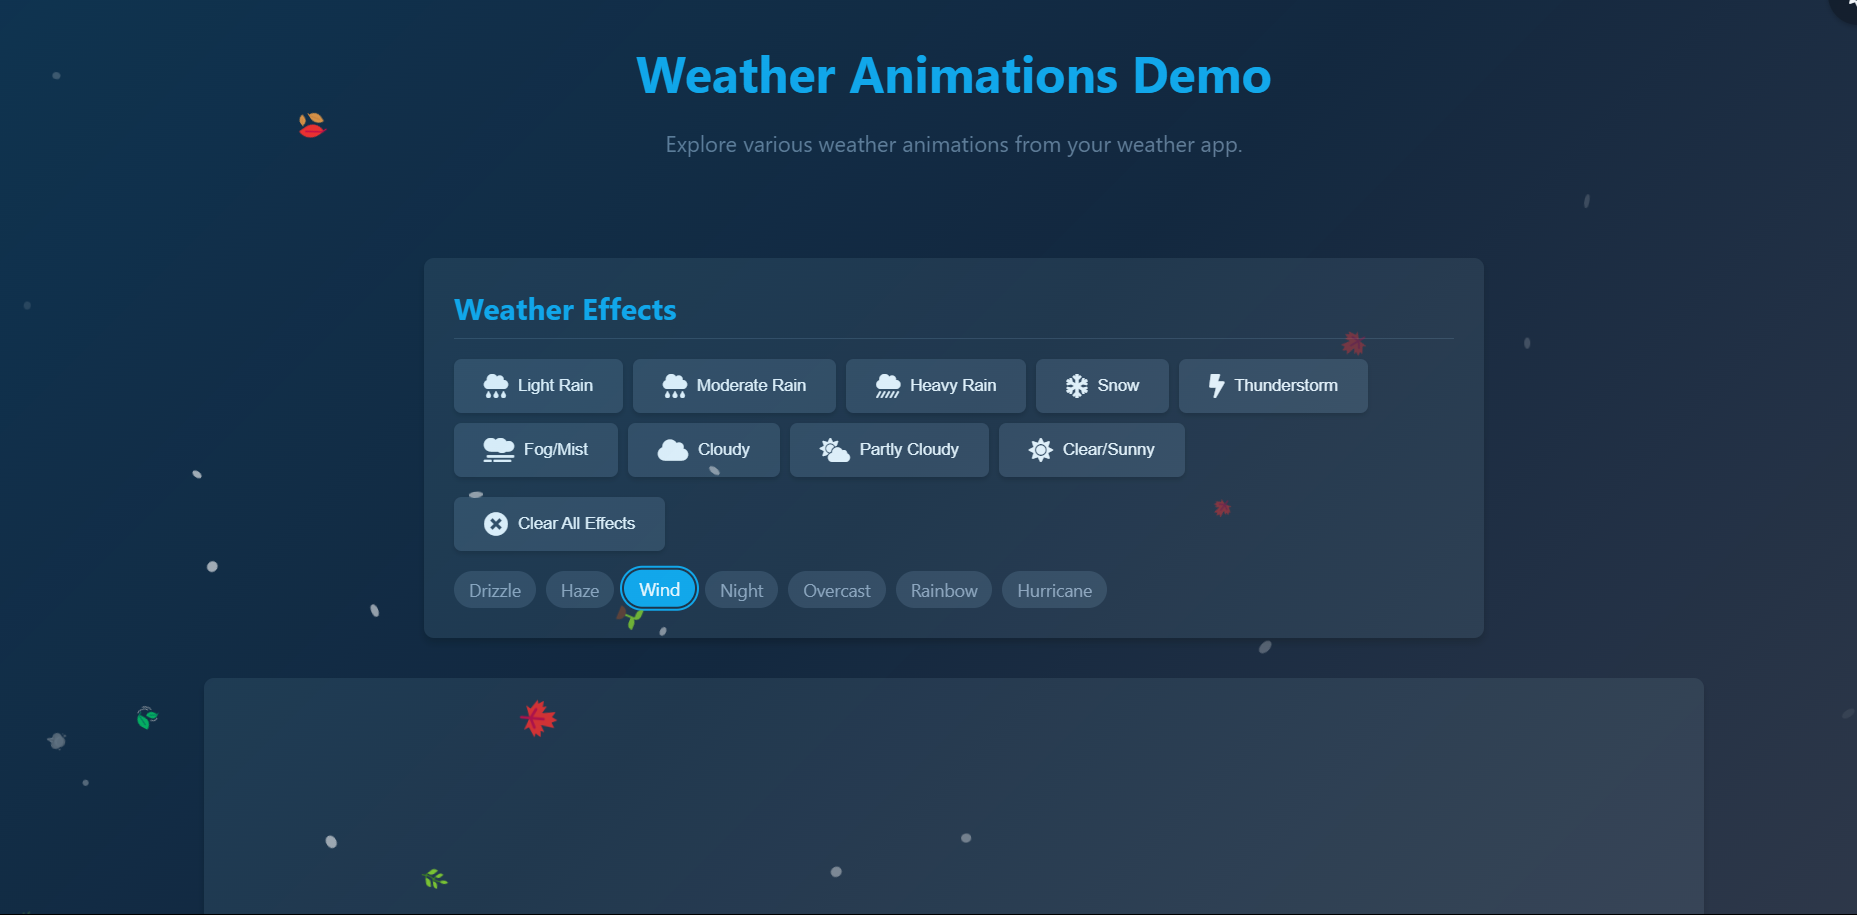 Weather Animations Demo
Explore various weather animations from your weather app.
Weather Effects
Light Rain Moderate Rain Heavy Rain Snow Thunderstorm
Fog/Mist Cloudy Partly Cloudy Clear/Sunny
Clear All Effects
Drizzle Haze Wind Night Overcast Rainbow Hurricane